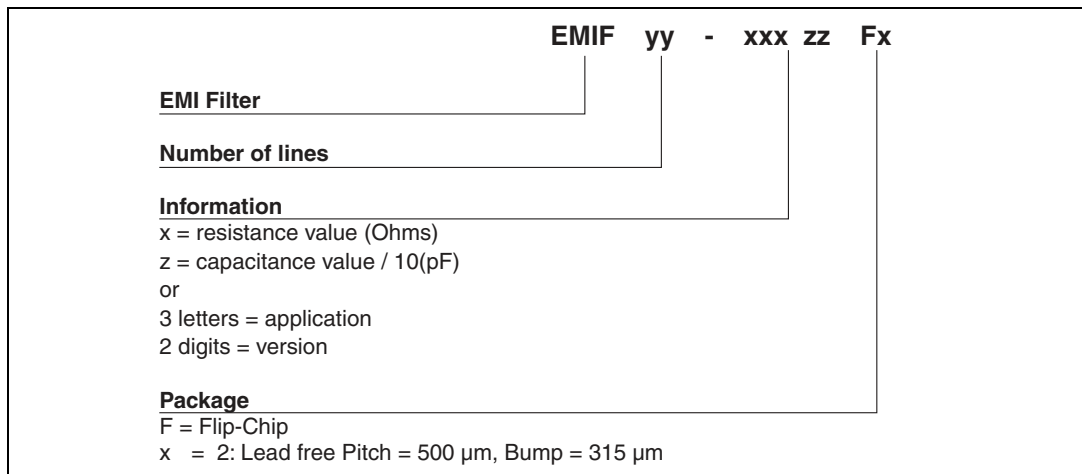 EMIF yy - xxx zz Fx
EMI Filter
Number of lines
Information
x = resistance value (Ohms)
z = capacitance value / 10(pF)
or
3 letters = application
2 digits = version
Package
F = Flip-Chip
x = 2: Lead free Pitch = 500 µm, Bump = 315 µm